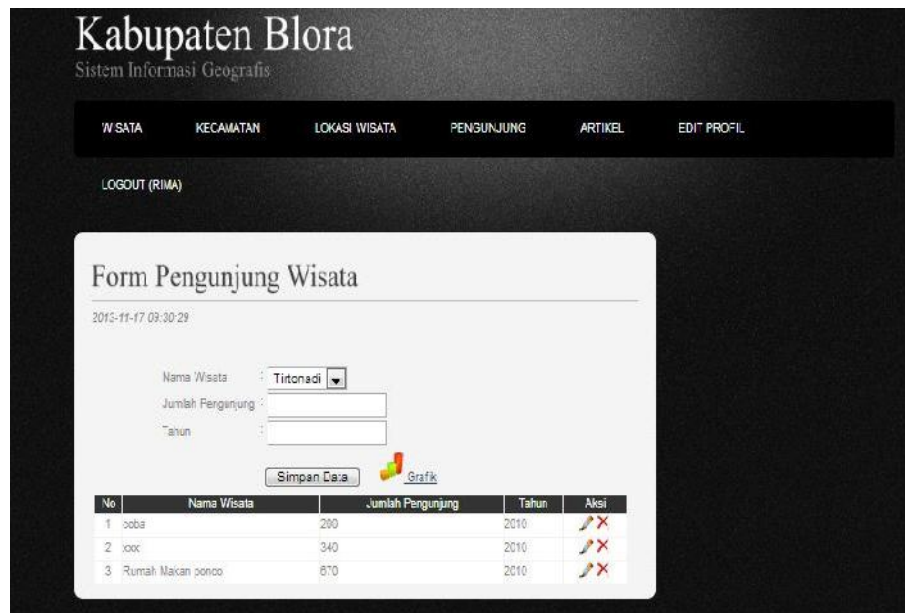 Kabupaten Blora
Sistem Informasi Geografis
WISATA KECAMATAN LOKASI WISATA PENGUNJUNG ARTIKEL EDIT PROFIL
LOGOUT (RIMA)
Form Pengunjung Wisata
2013-11-17 09:30:29
Nama Wisata : Tirtonadi
Jumlah Pengunjung :
Tahun :
Simpan Data Grafik
No Nama Wisata Jumlah Pengunjung Tahun Aksi
1 200 2010
2 xxx 340 2010
3 Rumah Makan ponco 670 2010